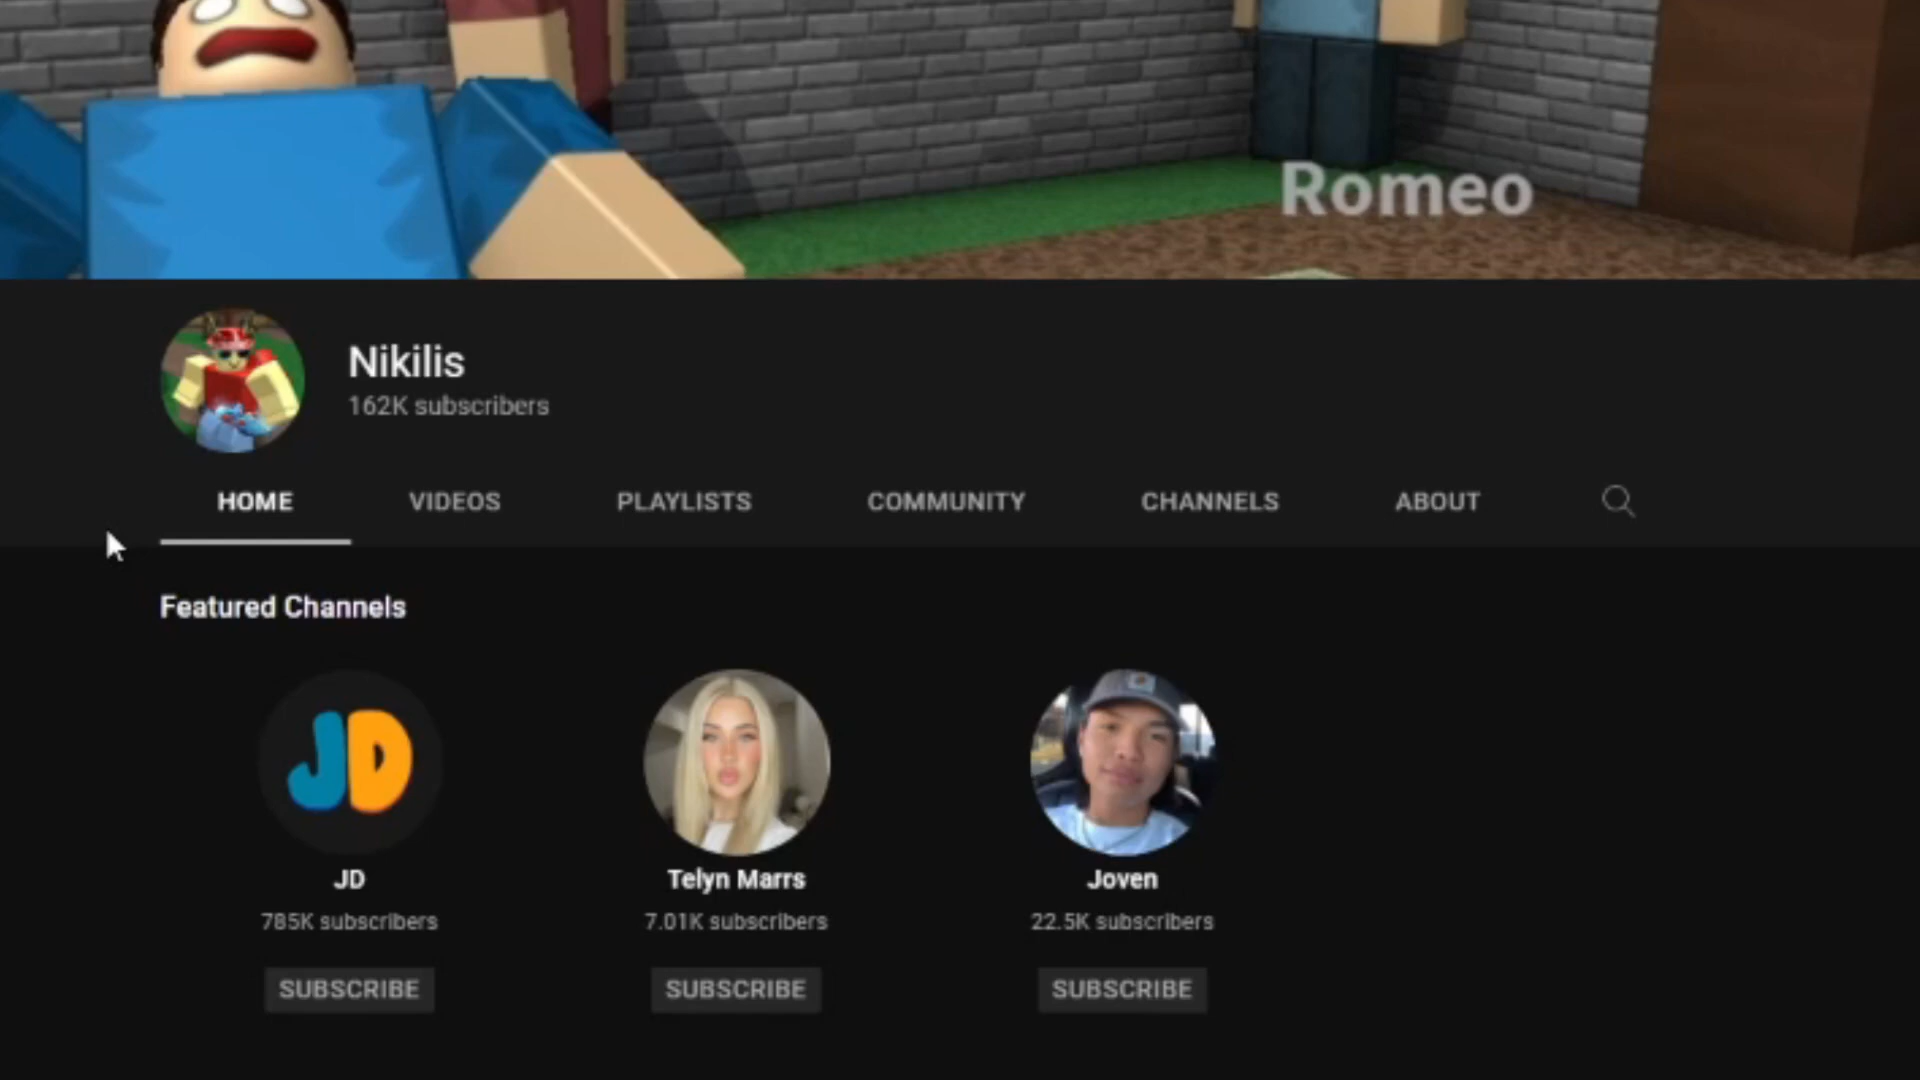 Romeo
Nikilis
162K subscribers
HOME VIDEOS PLAYLISTS COMMUNITY CHANNELS ABOUT
Featured Channels
JD
JD Telyn Marrs Joven
785K subscribers 7.01K subscribers 22.5K subscribers
SUBSCRIBE SUBSCRIBE SUBSCRIBE